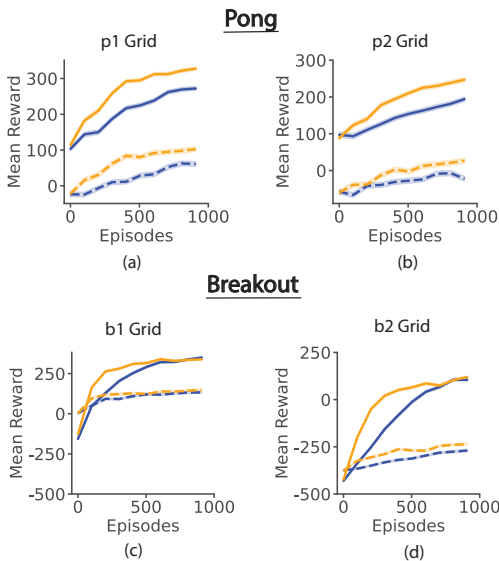 Pong
p1 Grid
p2 Grid
Mean Reward
300
200
100
0
0
500
1000
Episodes
(a)
Mean Reward
300
200
100
0
0
500
1000
Episodes
(b)
Breakout
b1 Grid
b2 Grid
Mean Reward
250
0
-250
-500
0
500
1000
Episodes
(c)
Mean Reward
250
0
-250
-500
0
500
1000
Episodes
(d)